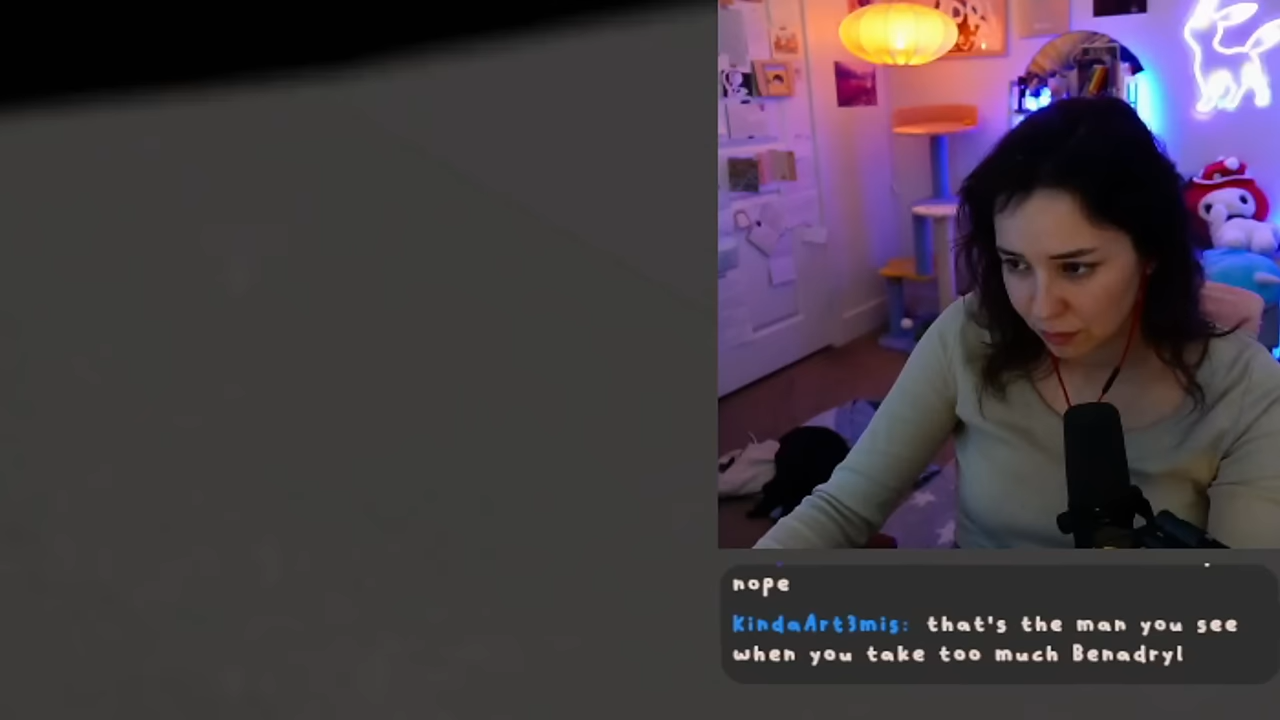 nope
KindaArt3mis: that's the man you see
when you take too much Benadryl